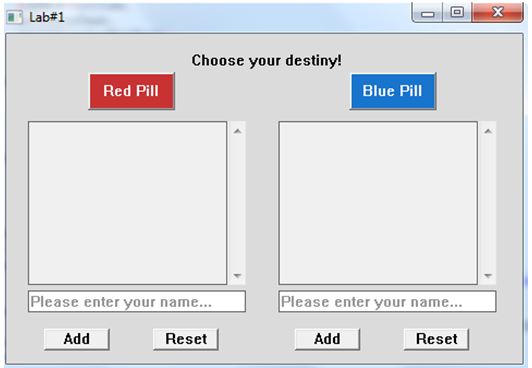 Lab#1
Choose your destiny!
Red Pill Blue Pill
Please enter your name... Please enter your name...
Add Reset Add Reset